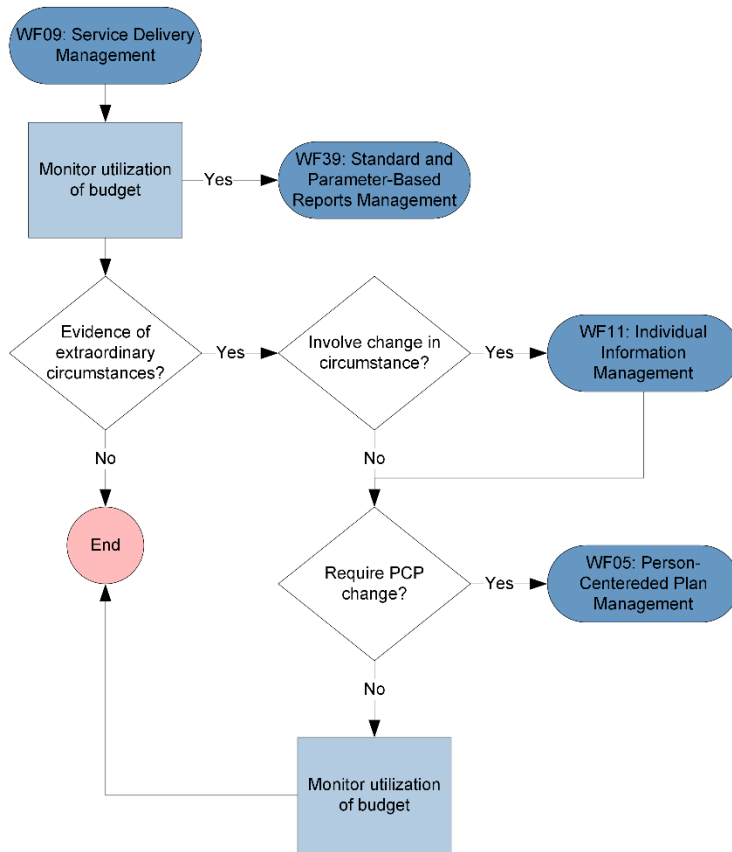 WF09: Service Delivery
Management
Monitor utilization
of budget
Yes
WF39: Standard and
Parameter-Based
Reports Management
Evidence of
extraordinary
circumstances?
Yes
Involve change in
circumstance?
Yes
WF11: Individual
Information
Management
No
No
End
Require PCP
change?
Yes
WF05: Person-
Centereded Plan
Management
No
Monitor utilization
of budget